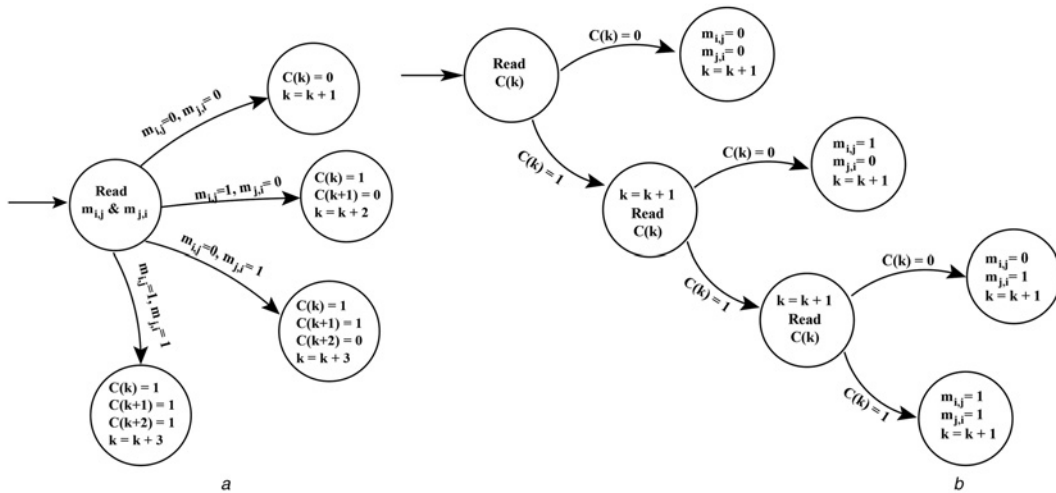 C(k) = 0
k = k + 1
m_{i,j}=0, m_{j,i}= 0
Read
m_{i,j} & m_{j,i}
m_{i,j}=1, m_{j,i}= 0
C(k) = 1
C(k+1) = 0
k = k + 2
m_{i,j}=0, m_{j,i}= 1
C(k) = 1
C(k+1) = 1
C(k+2) = 0
k = k + 3
m_{i,j}=1, m_{j,i}= 1
C(k) = 1
C(k+1) = 1
C(k+2) = 1
k = k + 3
a
Read
C(k)
C(k) = 0
m_{i,j}= 0
m_{j,i}= 0
k = k + 1
C(k) = 1
k = k + 1
Read
C(k)
C(k) = 0
m_{i,j}= 1
m_{j,i}= 0
k = k + 1
C(k) = 1
k = k + 1
Read
C(k)
C(k) = 0
m_{i,j}= 0
m_{j,i}= 1
k = k + 1
C(k) = 1
m_{i,j}= 1
m_{j,i}= 1
k = k + 1
b